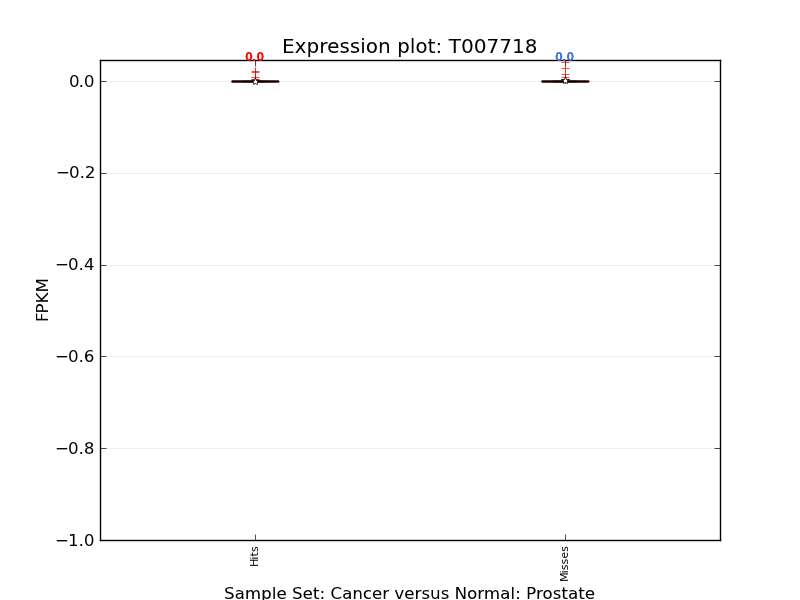 Expression plot: T007718
0.0
0.0
0.0
−0.2
−0.4
−0.6
−0.8
−1.0
FPKM
Hits
Misses
Sample Set: Cancer versus Normal: Prostate